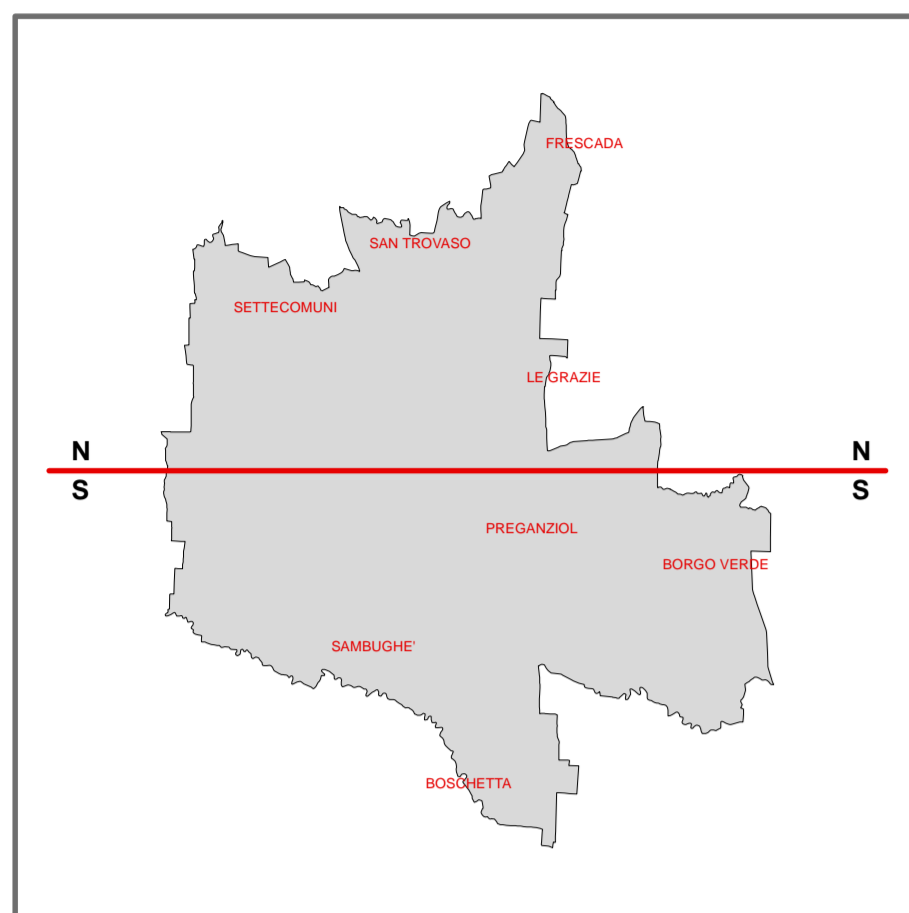 FRESCADA
SAN TROVASO
SETTECOMUNI
LE GRAZIE
N N
S S
PREGANZIOL
BORGO VERDE
SAMBUGHE'
BOSCHETTA